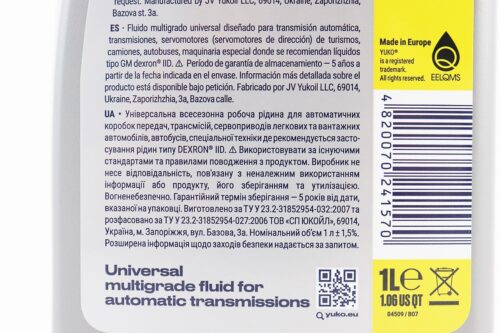 request. Manufactured by JV Yukoil LLC, 69014, Ukraine, Zaporizhzhia,
Bazova st. 3a.
ES - Fluido multigrado universal diseñado para transmisión automática,
transmisiones, servomotores (servomotores de dirección) de turismos,
camiones, autobuses, maquinaria especial donde se recomiendan líquidos
tipo GM dexron® IID. ⚠ Período de garantía de almacenamiento — 5 años a
partir de la fecha indicada en el envase. Información más detallada sobre el
producto está disponible bajo petición. Fabricado por JV Yukoil LLC, 69014,
Ukraine, Zaporizhzhia, 3a, Bazova calle.
UA - Універсальна всесезонна робоча рідина для автоматичних
коробок передач, трансмісій, сервоприводів легкових та вантажних
автомобілів, автобусів, спеціальної техніки де рекомендовано засто-
сування рідин типу DEXRON® IID. ⚠ Використовувати за існуючими
стандартами та правилами поводження з продуктом. Виробник не
несе відповідальність, пов'язану з неналежним використанням
інформації або продукту, його зберіганням та утилізацією.
Вогненебезпечно. Гарантійний термін зберігання — 5 років від дати,
вказаної на упаковці. Виготовлено за ТУ У 23.2-31852954-032:2007 та
розфасовано за ТУ У 23.2-31852954-027:2006 ТОВ «СП ЮКОЙЛ», 69014,
Україна, м. Запоріжжя, вул. Базова, 3а. Номінальний об'єм 1 л ± 1,5%.
Розширена інформація щодо заходів безпеки надається за запитом.
Universal
multigrade fluid for
automatic transmissions
yuko.eu
Made in Europe
YUKO®
is a registered
trademark.
All rights reserved.
EELQMS
4820070241570
1L℮
1.06 US QT
04509 / B07